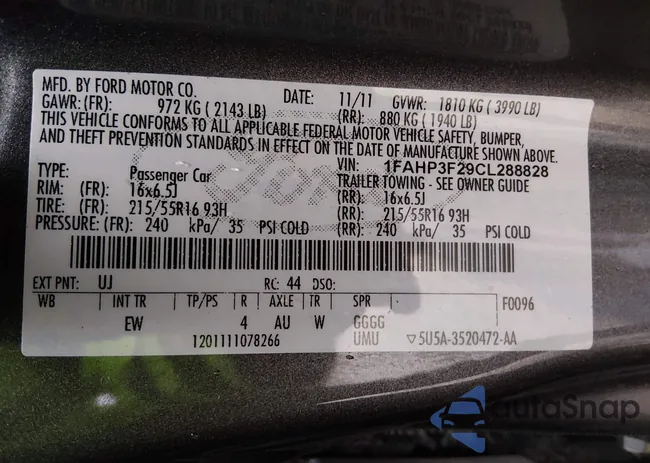 MFD. BY FORD MOTOR CO. DATE: 11/11 GVWR: 1810 KG ( 3990 LB)
GAWR: (FR): 972 KG ( 2143 LB) (RR): 880 KG ( 1940 LB)
THIS VEHICLE CONFORMS TO ALL APPLICABLE FEDERAL MOTOR VEHICLE SAFETY, BUMPER,
AND THEFT PREVENTION STANDARDS IN EFFECT ON THE DATE OF MANUFACTURE SHOWN ABOVE.
VIN: 1FAHP3F29CL288828
TYPE: Passenger Car TRAILER TOWING - SEE OWNER GUIDE
RIM: (FR): 16x6.5J (RR): 16x6.5J
TIRE: (FR): 215/55R16 93H (RR): 215/55R16 93H
PRESSURE: (FR): 240 kPa/ 35 PSI COLD (RR): 240 kPa/ 35 PSI COLD
EXT PNT: UJ RC: 44 DSO:
WB INT TR TP/PS R AXLE TR SPR F0096
EW 4 AU W GGGG
1201111078266 UMU ▽5U5A-3520472-AA
autoSnap